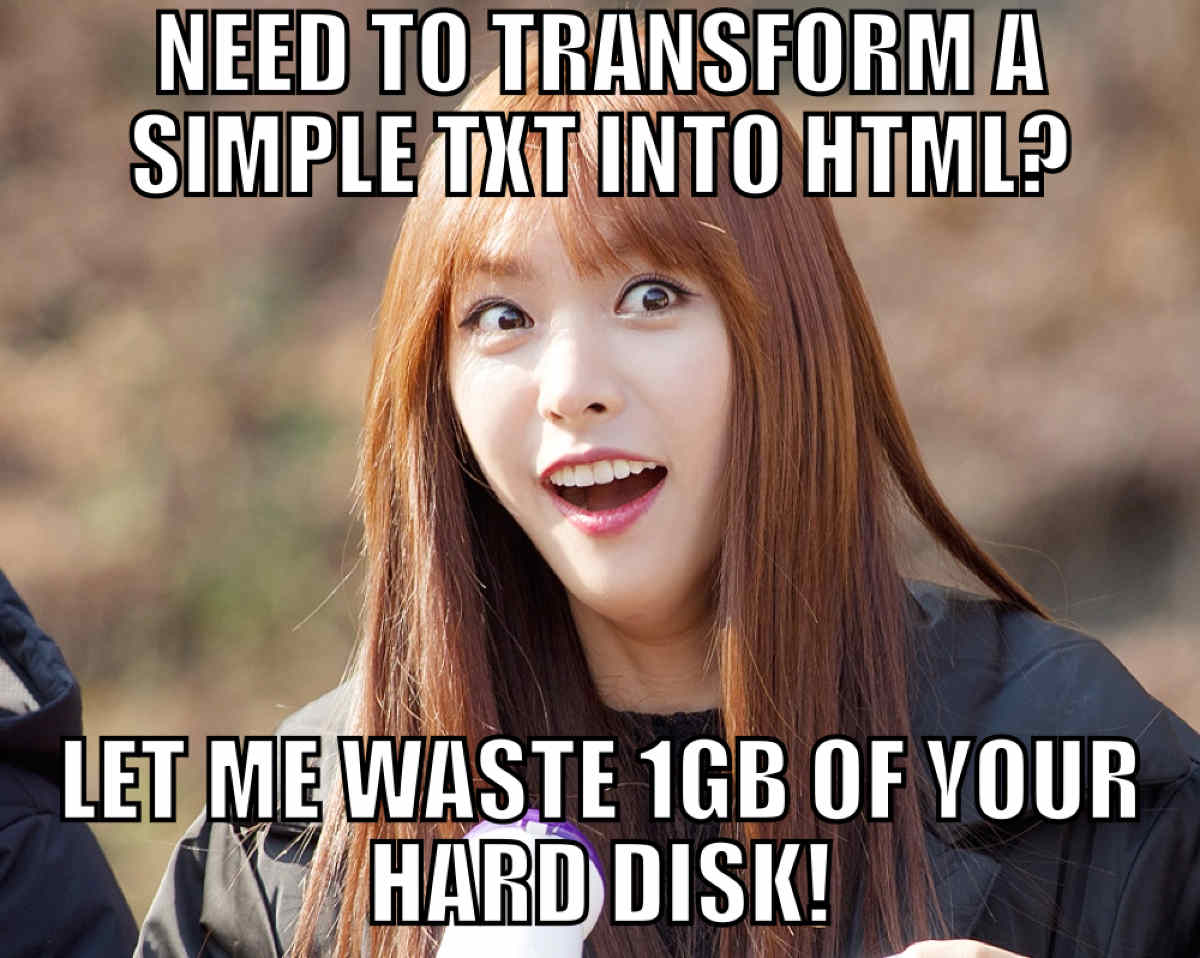 NEED TO TRANSFORM A
SIMPLE TXT INTO HTML?
LET ME WASTE 1GB OF YOUR
HARD DISK!